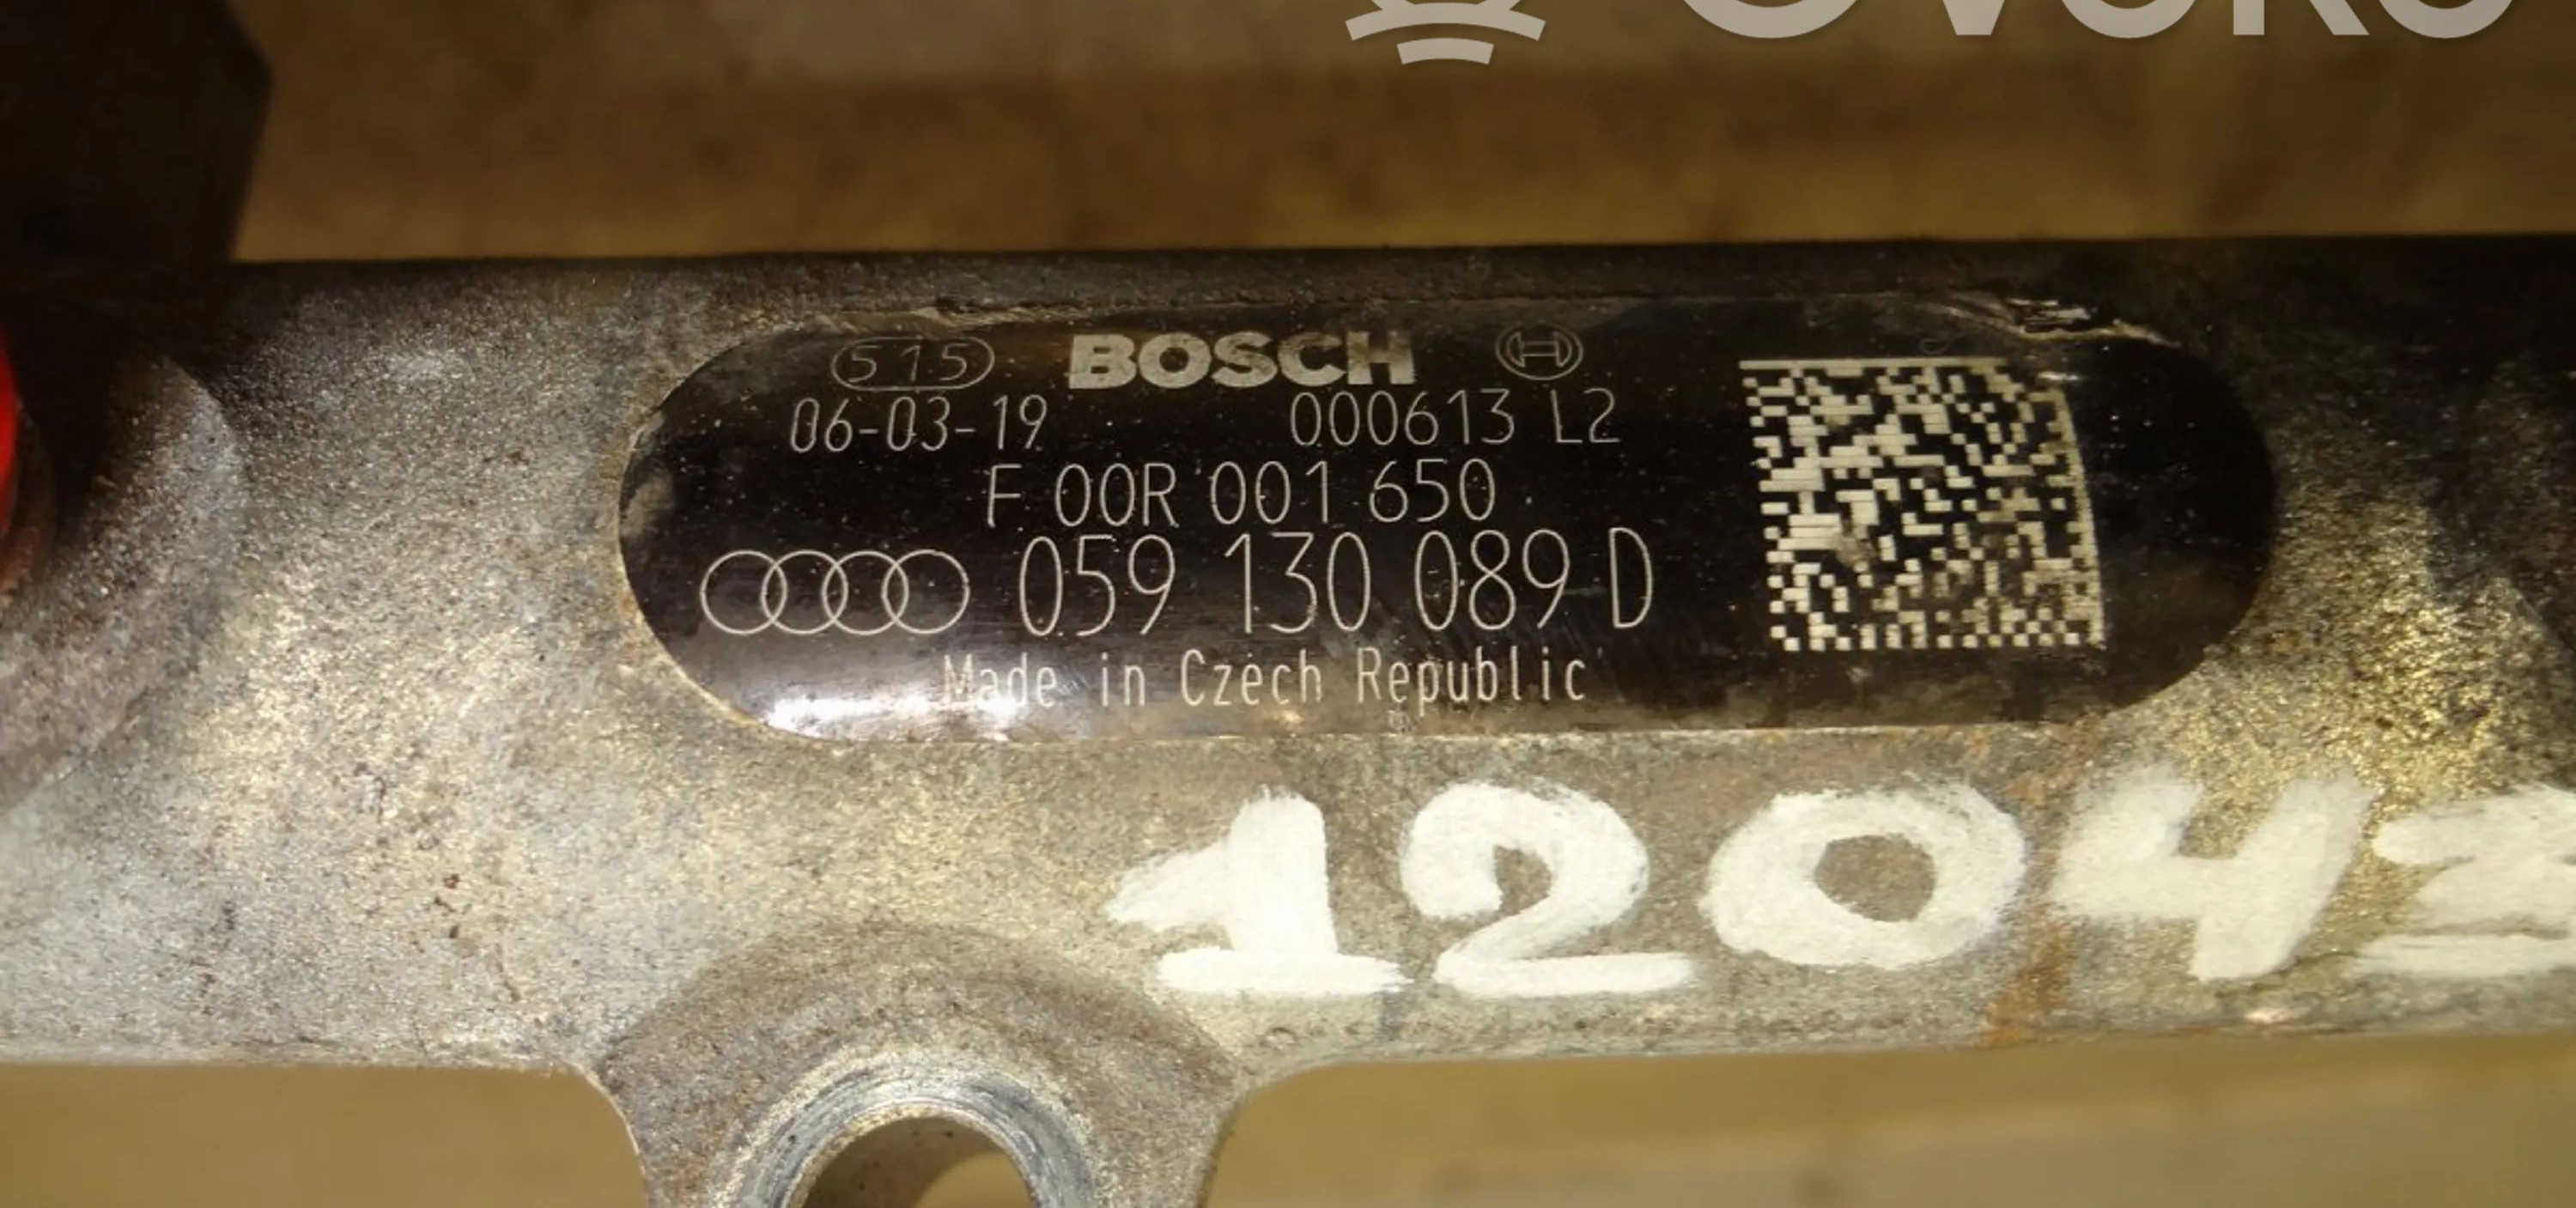 515 BOSCH
06-03-19 000613 L2
F 00R 001 650
059 130 089 D
Made in Czech Republic
1204